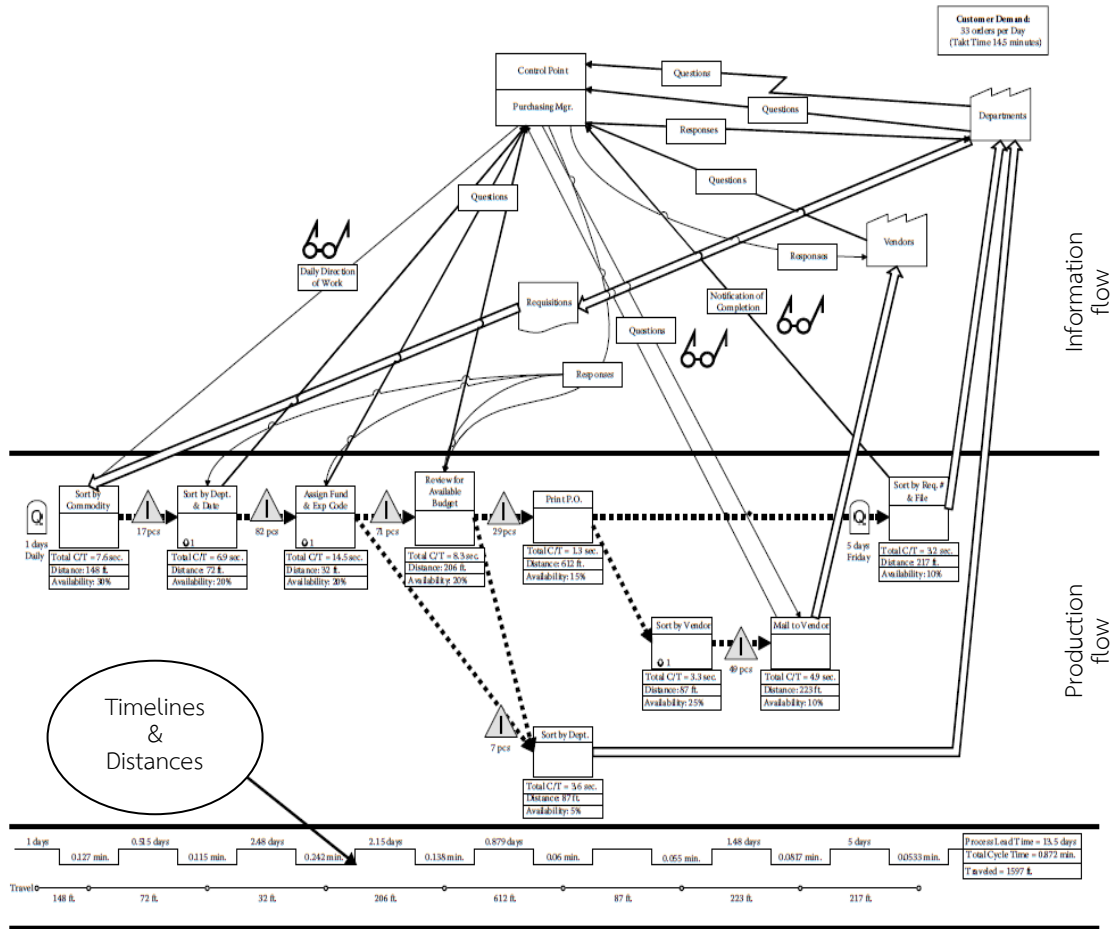 Customer Demand:
33 orders per Day
(Takt Time 14.5 minutes)
Control Point
Purchasing Mgr.
Questions
Questions
Responses
Departments
Questions
Questions
Vendors
Responses
Daily Direction
of Work
Requisitions
Notification of
Completion
Questions
Responses
Information
flow
Q
1 days
Daily
Sort by
Commodity
Total C/T = 7.6 sec.
Distance: 148 ft.
Availability: 30%
I
17 pcs
Sort by Dept.
& Date
1
Total C/T = 6.9 sec.
Distance: 72 ft.
Availability: 20%
I
82 pcs
Assign Fund
& Exp Code
1
Total C/T = 14.5 sec.
Distance: 32 ft.
Availability: 20%
I
71 pcs
Review for
Available
Budget
Total C/T = 8.3 sec.
Distance: 206 ft.
Availability: 20%
I
29 pcs
Print P.O.
Total C/T = 1.3 sec.
Distance: 612 ft.
Availability: 15%
Q
5 days
Friday
Sort by Req. #
& File
Total C/T = 3.2 sec.
Distance: 217 ft.
Availability: 10%
Sort by Vendor
1
Total C/T = 3.3 sec.
Distance: 87 ft.
Availability: 25%
I
49 pcs
Mail to Vendor
Total C/T = 4.9 sec.
Distance: 223 ft.
Availability: 10%
I
7 pcs
Sort by Dept.
Total C/T = 3.6 sec.
Distance: 87 ft.
Availability: 5%
Production
flow
Timelines
&
Distances
1 days
0.515 days
2.48 days
2.15 days
0.879 days
1.48 days
5 days
0.127 min.
0.115 min.
0.242 min.
0.138 min.
0.06 min.
0.055 min.
0.0817 min.
0.0533 min.
Process Lead Time = 13.5 days
Total Cycle Time = 0.872 min.
Traveled = 1597 ft.
Travel
148 ft.
72 ft.
32 ft.
206 ft.
612 ft.
87 ft.
223 ft.
217 ft.